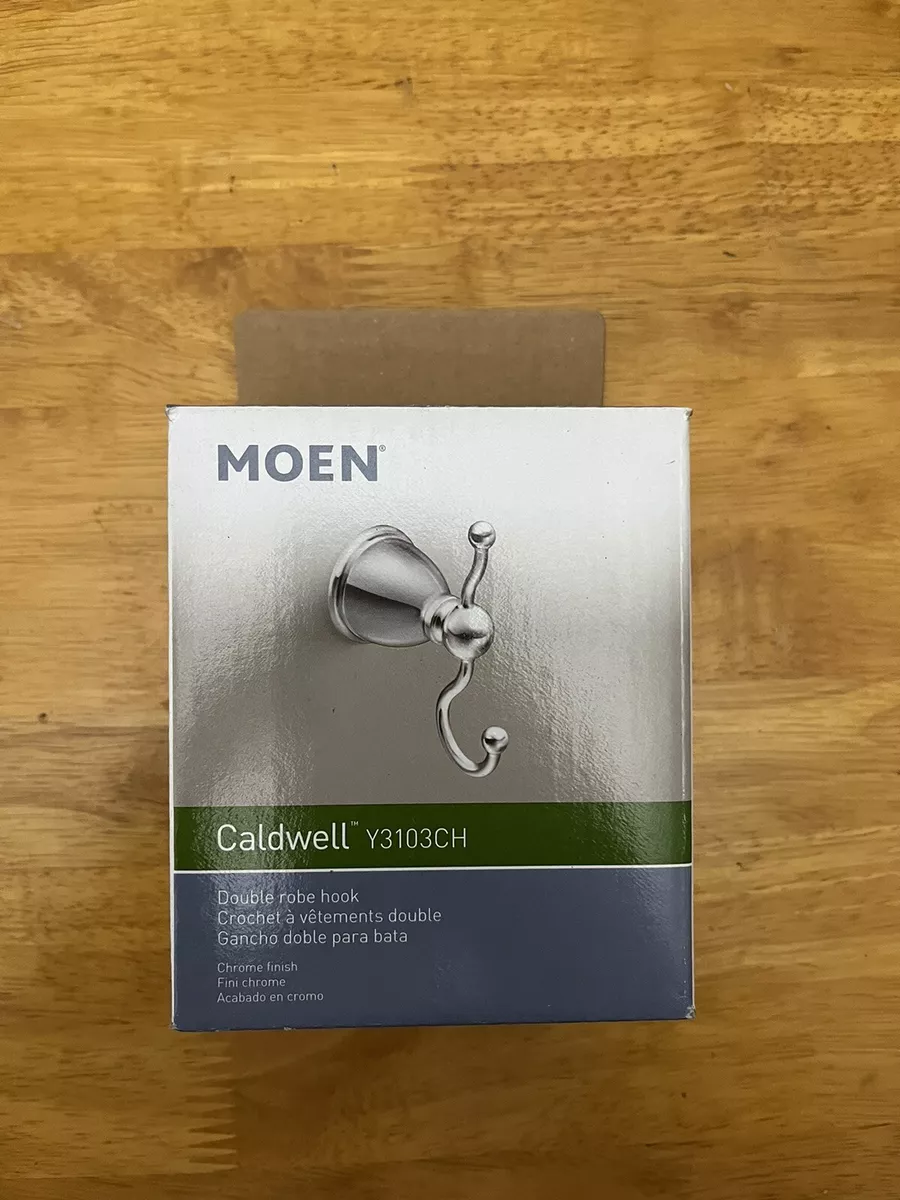 MOEN®
Caldwell™ Y3103CH
Double robe hook
Crochet à vêtements double
Gancho doble para bata
Chrome finish
Fini chrome
Acabado en cromo